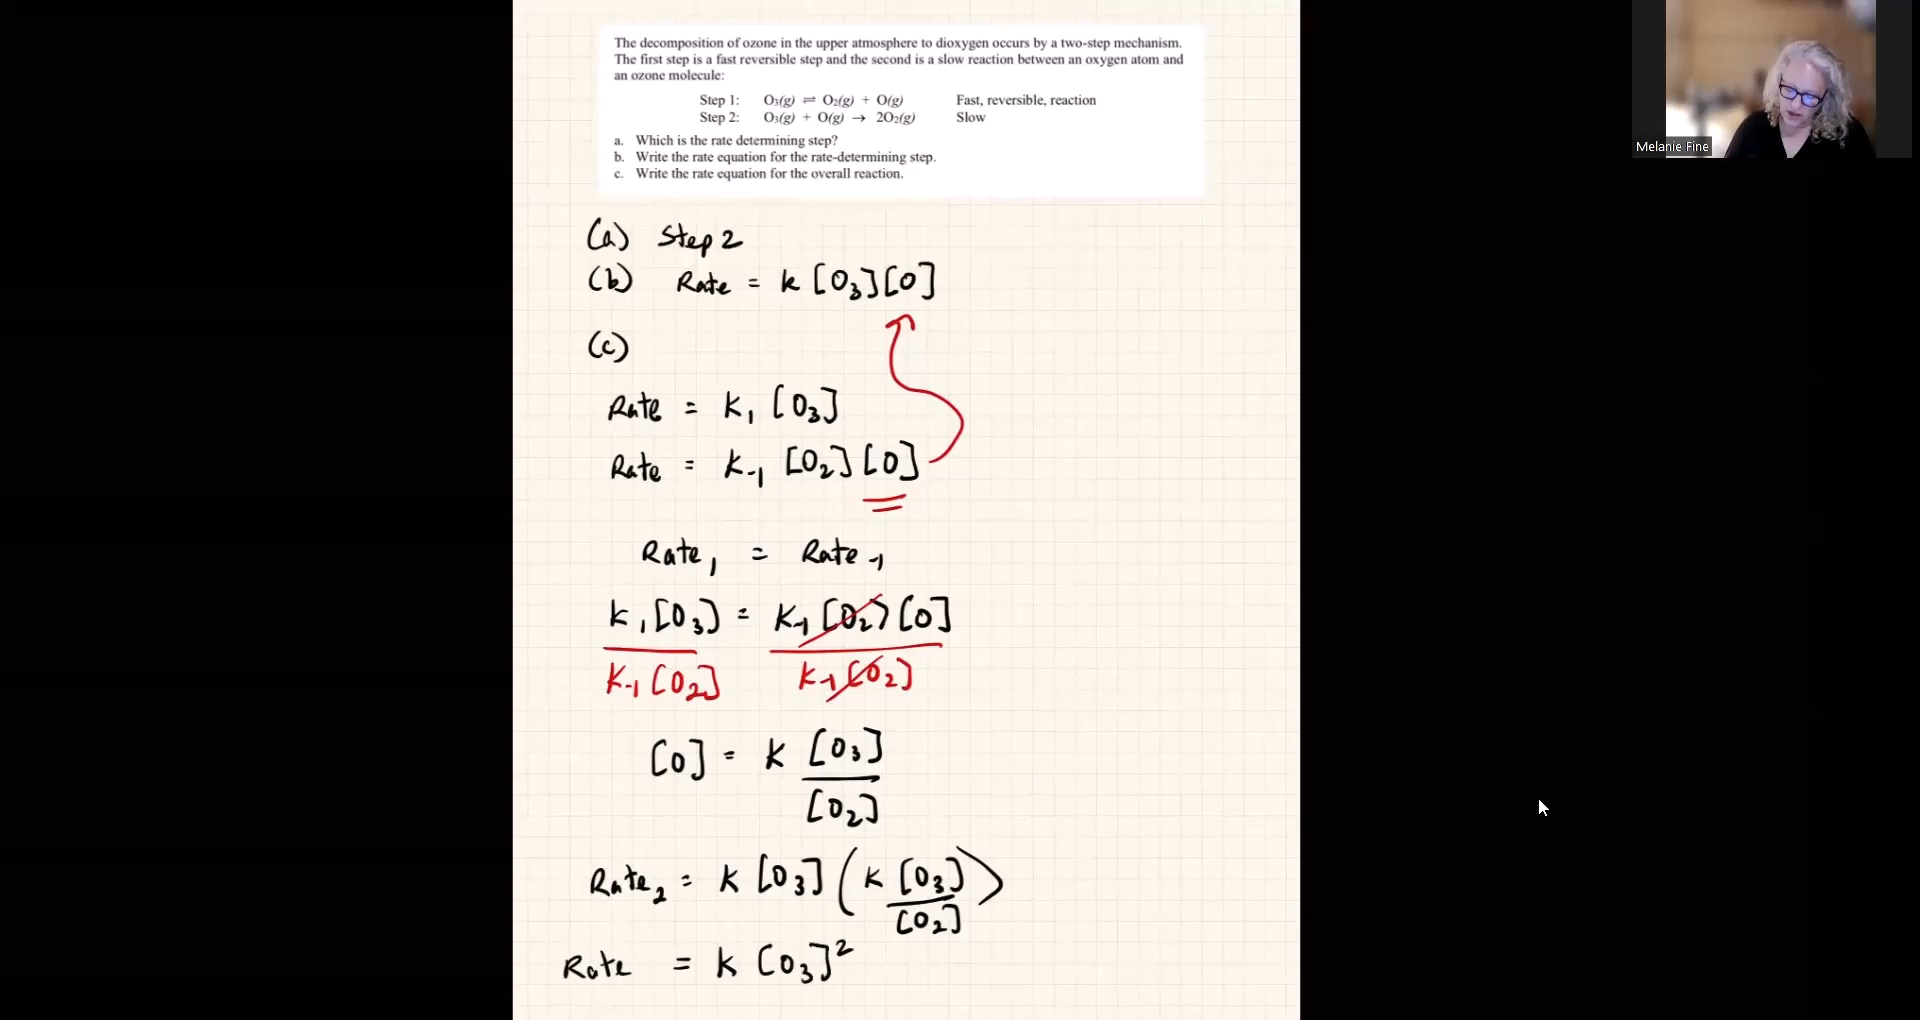 The decomposition of ozone in the upper atmosphere to dioxygen occurs by a two-step mechanism.
The first step is a fast reversible step and the second is a slow reaction between an oxygen atom and
an ozone molecule:
Step 1: O₃(g) ⇌ O₂(g) + O(g) Fast, reversible, reaction
Step 2: O₃(g) + O(g) → 2O₂(g) Slow
a. Which is the rate determining step?
b. Write the rate equation for the rate-determining step.
c. Write the rate equation for the overall reaction.
Melanie Fine
(a) Step 2
(b) Rate = k [O₃][O]
(c)
Rate = k₁ [O₃]
Rate = k₋₁ [O₂][O]
Rate₁ = Rate₋₁
k₁[O₃] = k₋₁[O₂][O]
k₋₁[O₂] k₋₁[O₂]
[O] = k [O₃]
[O₂]
Rate₂ = k [O₃] (k [O₃])
[O₂]
Rate = k [O₃]²